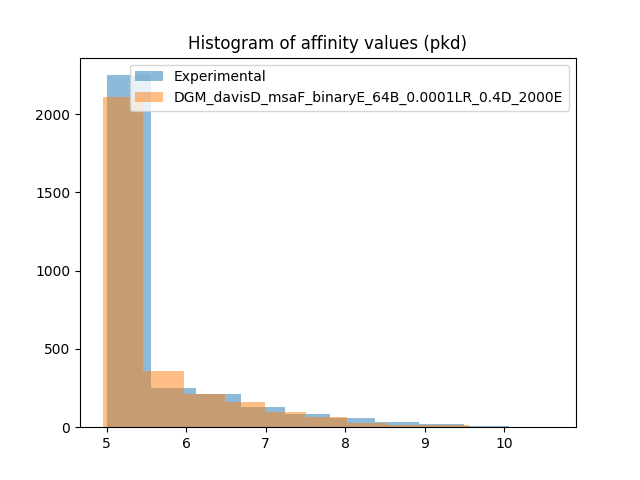 Histogram of affinity values (pkd)
Experimental
DGM_davisD_msaF_binaryE_64B_0.0001LR_0.4D_2000E
2000
1500
1000
500
0
5 6 7 8 9 10